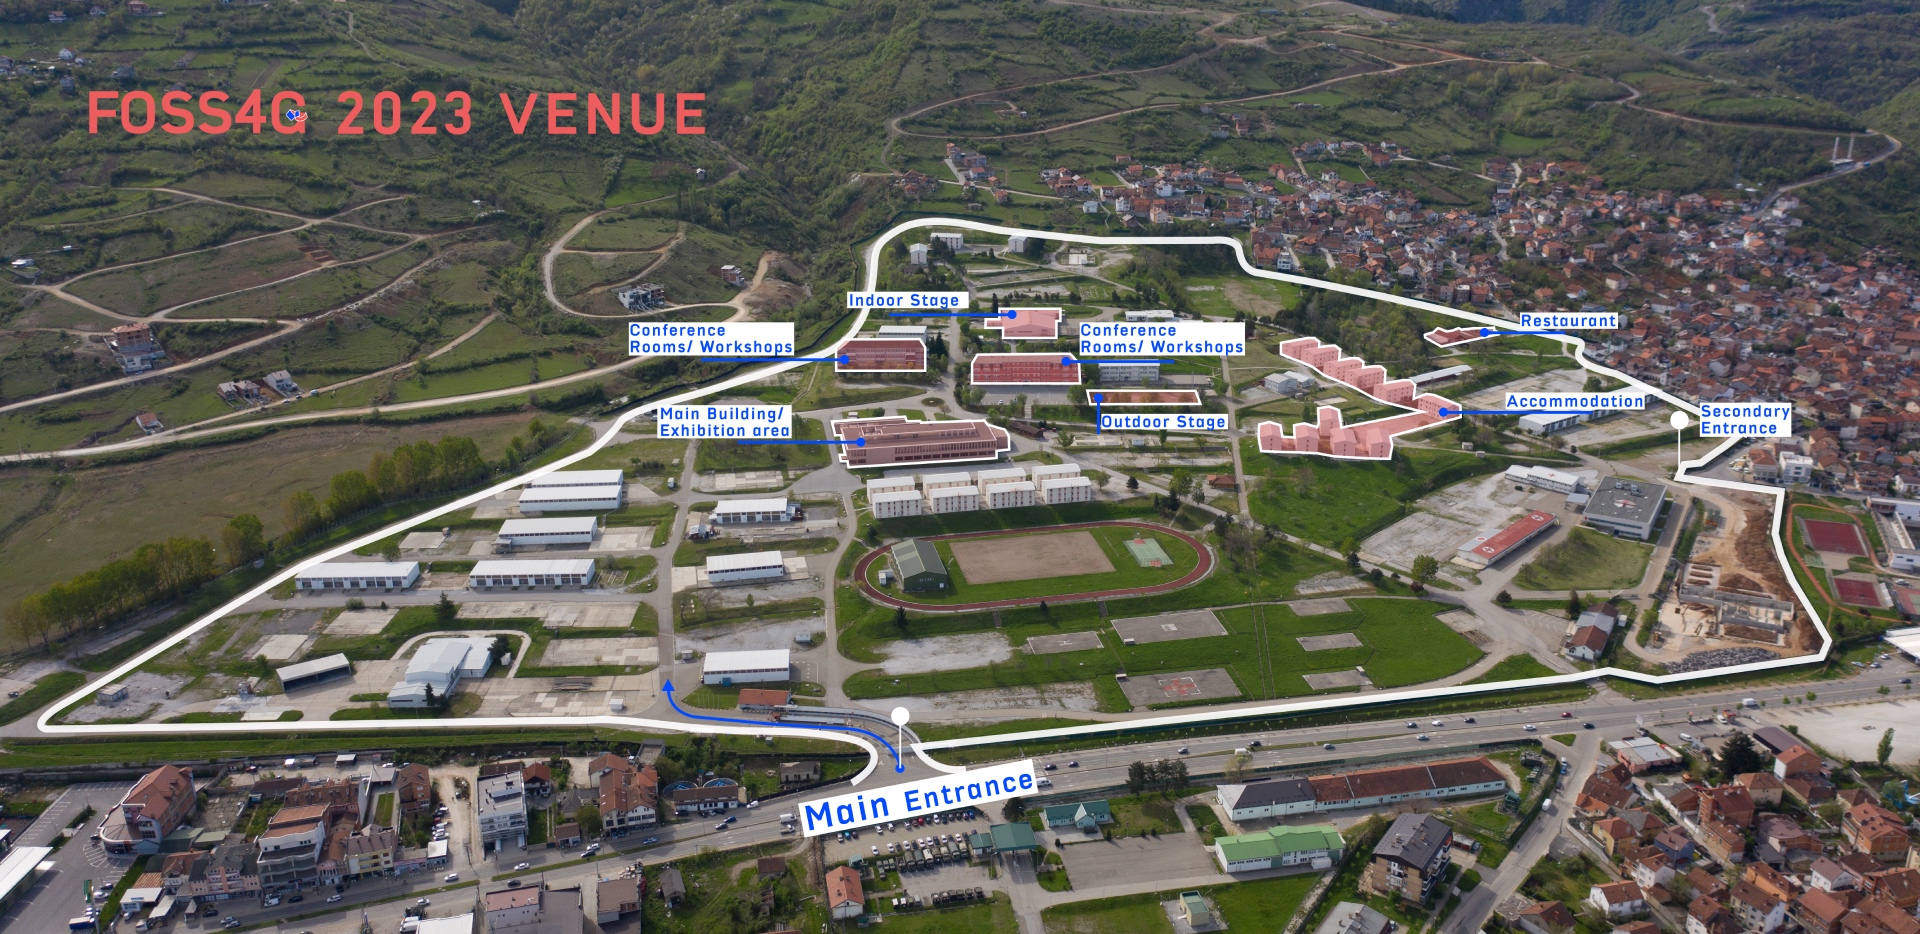 FOSS4G 2023 VENUE
Indoor Stage
Conference
Rooms/ Workshops
Conference
Rooms/ Workshops
Restaurant
Main Building/
Exhibition area
Outdoor Stage
Accommodation
Secondary
Entrance
Main Entrance